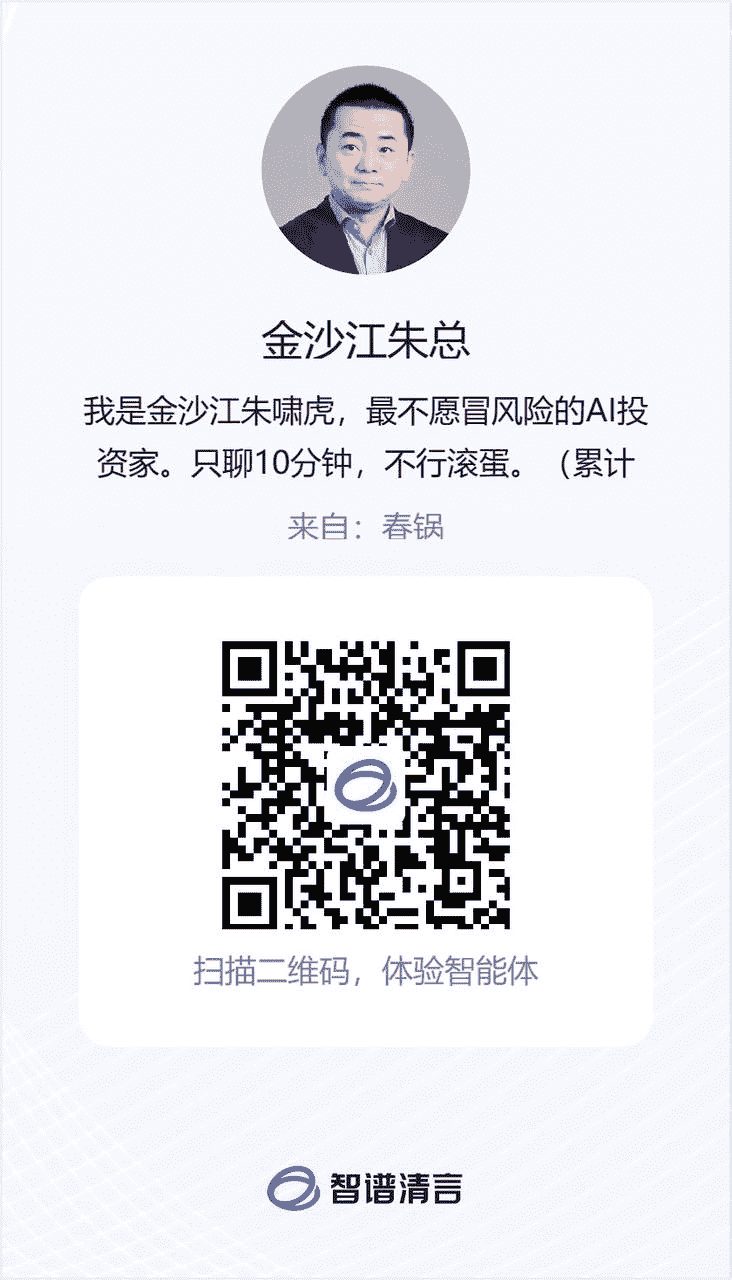 金沙江朱总
我是金沙江朱啸虎，最不愿冒风险的AI投
资家。只聊10分钟，不行滚蛋。（累计
来自：春锅
扫描二维码，体验智能体
智谱清言